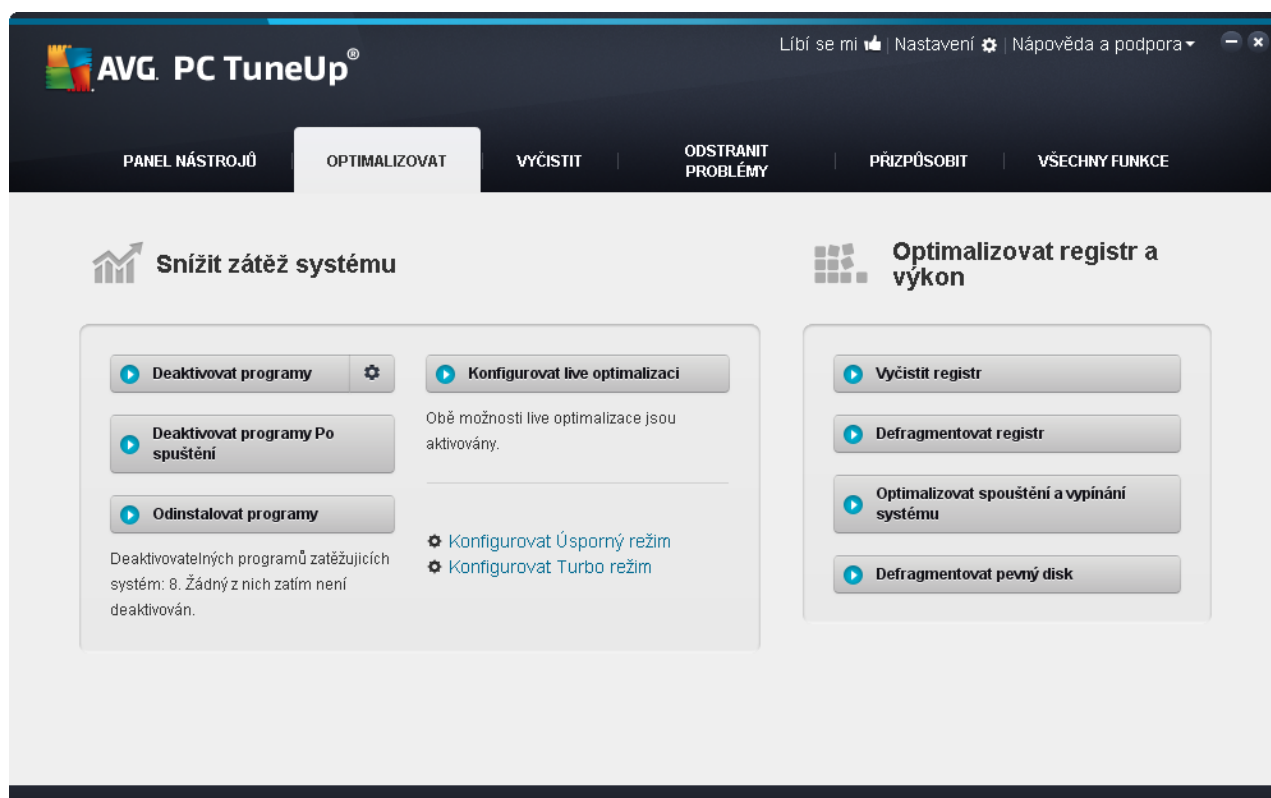 Líbí se mi | Nastavení | Nápověda a podpora
AVG. PC TuneUp®
PANEL NÁSTROJŮ
OPTIMALIZOVAT
VYČISTIT
ODSTRANIT
PROBLÉMY
PŘIZPŮSOBIT
VŠECHNY FUNKCE
Snížit zátěž systému
Deaktivovat programy
Deaktivovat programy Po
spuštění
Odinstalovat programy
Deaktivovatelných programů zatěžujicích
systém: 8. Žádný z nich zatím není
deaktivován.
Konfigurovat live optimalizaci
Obě možnosti live optimalizace jsou
aktivovány.
Konfigurovat Úsporný režim
Konfigurovat Turbo režim
Optimalizovat registr a
výkon
Vyčistit registr
Defragmentovat registr
Optimalizovat spouštění a vypínání
systému
Defragmentovat pevný disk